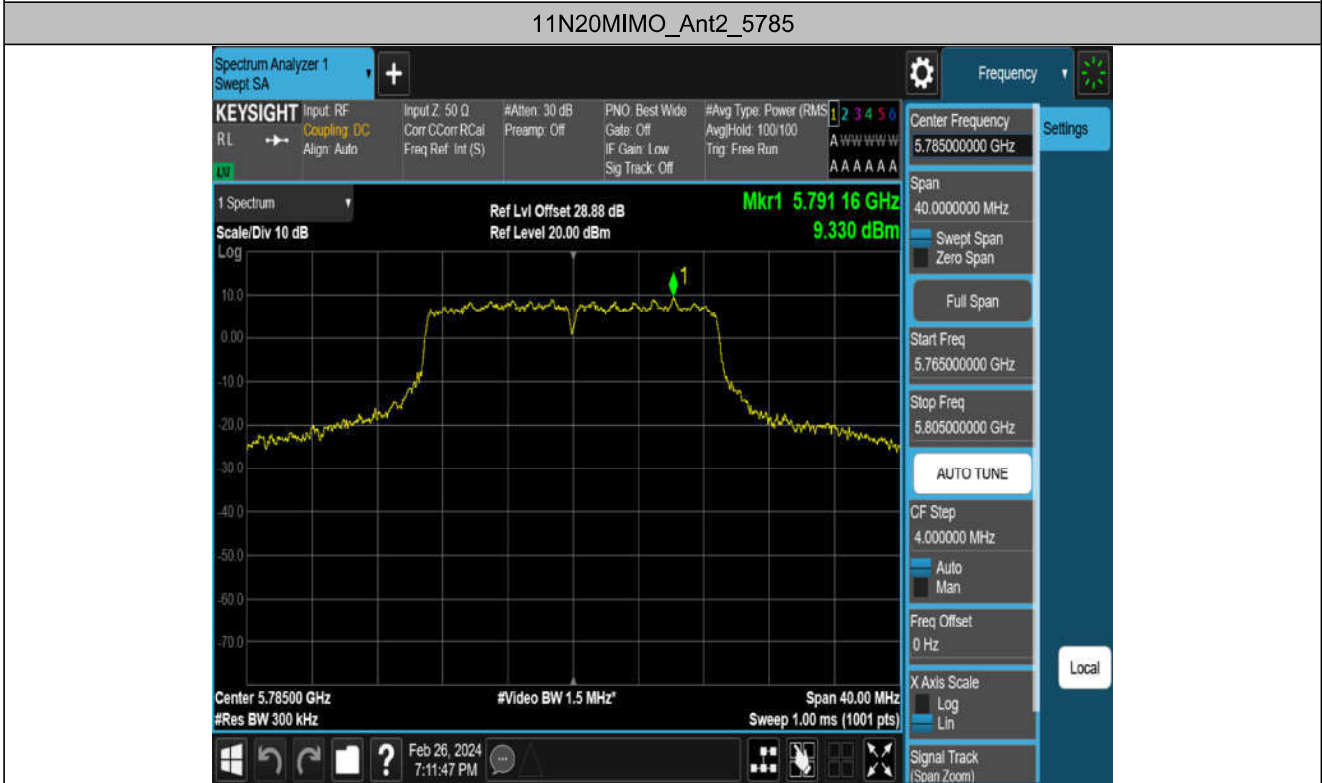 11N20MIMO_Ant2_5785
Spectrum Analyzer 1
Swept SA
+
Frequency
KEYSIGHT
RL
LXI
Input: RF
Coupling: DC
Align: Auto
Input Z: 50 Ω
Corr CCorr RCal
Freq Ref: Int (S)
#Atten: 30 dB
Preamp: Off
PNO: Best Wide
Gate: Off
IF Gain: Low
Sig Track: Off
#Avg Type: Power (RMS
Avg|Hold: 100/100
Trig: Free Run
1 2 3 4 5 6
A W W W W W
A A A A A A
1 Spectrum
Scale/Div 10 dB
Log
Ref Lvl Offset 28.88 dB
Ref Level 20.00 dBm
Mkr1 5.791 16 GHz
9.330 dBm
1
10.0
0.00
-10.0
-20.0
-30.0
-40.0
-50.0
-60.0
-70.0
Center 5.78500 GHz
#Res BW 300 kHz
#Video BW 1.5 MHz*
Span 40.00 MHz
Sweep 1.00 ms (1001 pts)
?
Feb 26, 2024
7:11:47 PM
Center Frequency
5.785000000 GHz
Settings
Span
40.0000000 MHz
Swept Span
Zero Span
Full Span
Start Freq
5.765000000 GHz
Stop Freq
5.805000000 GHz
AUTO TUNE
CF Step
4.000000 MHz
Auto
Man
Freq Offset
0 Hz
X Axis Scale
Log
Lin
Local
Signal Track
(Span Zoom)